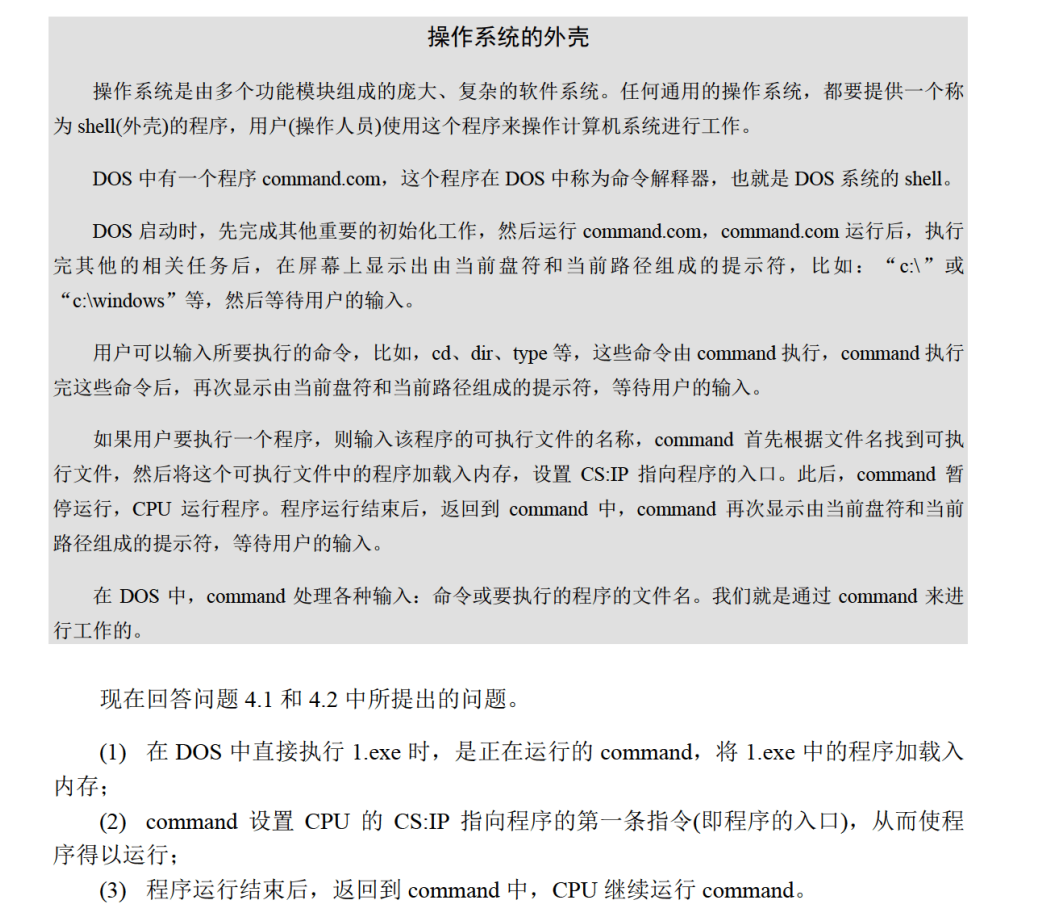 操作系统的外壳
操作系统是由多个功能模块组成的庞大、复杂的软件系统。任何通用的操作系统，都要提供一个称
为 shell(外壳)的程序，用户(操作人员)使用这个程序来操作计算机系统进行工作。
DOS 中有一个程序 command.com，这个程序在 DOS 中称为命令解释器，也就是 DOS 系统的 shell。
DOS 启动时，先完成其他重要的初始化工作，然后运行 command.com，command.com 运行后，执行
完其他的相关任务后，在屏幕上显示出由当前盘符和当前路径组成的提示符，比如：“c:\”或
“c:\windows”等，然后等待用户的输入。
用户可以输入所要执行的命令，比如，cd、dir、type 等，这些命令由 command 执行，command 执行
完这些命令后，再次显示由当前盘符和当前路径组成的提示符，等待用户的输入。
如果用户要执行一个程序，则输入该程序的可执行文件的名称，command 首先根据文件名找到可执
行文件，然后将这个可执行文件中的程序加载入内存，设置 CS:IP 指向程序的入口。此后，command 暂
停运行，CPU 运行程序。程序运行结束后，返回到 command 中，command 再次显示由当前盘符和当前
路径组成的提示符，等待用户的输入。
在 DOS 中，command 处理各种输入：命令或要执行的程序的文件名。我们就是通过 command 来进
行工作的。
现在回答问题 4.1 和 4.2 中所提出的问题。
(1) 在 DOS 中直接执行 1.exe 时，是正在运行的 command，将 1.exe 中的程序加载入
内存；
(2) command 设置 CPU 的 CS:IP 指向程序的第一条指令(即程序的入口)，从而使程
序得以运行；
(3) 程序运行结束后，返回到 command 中，CPU 继续运行 command。